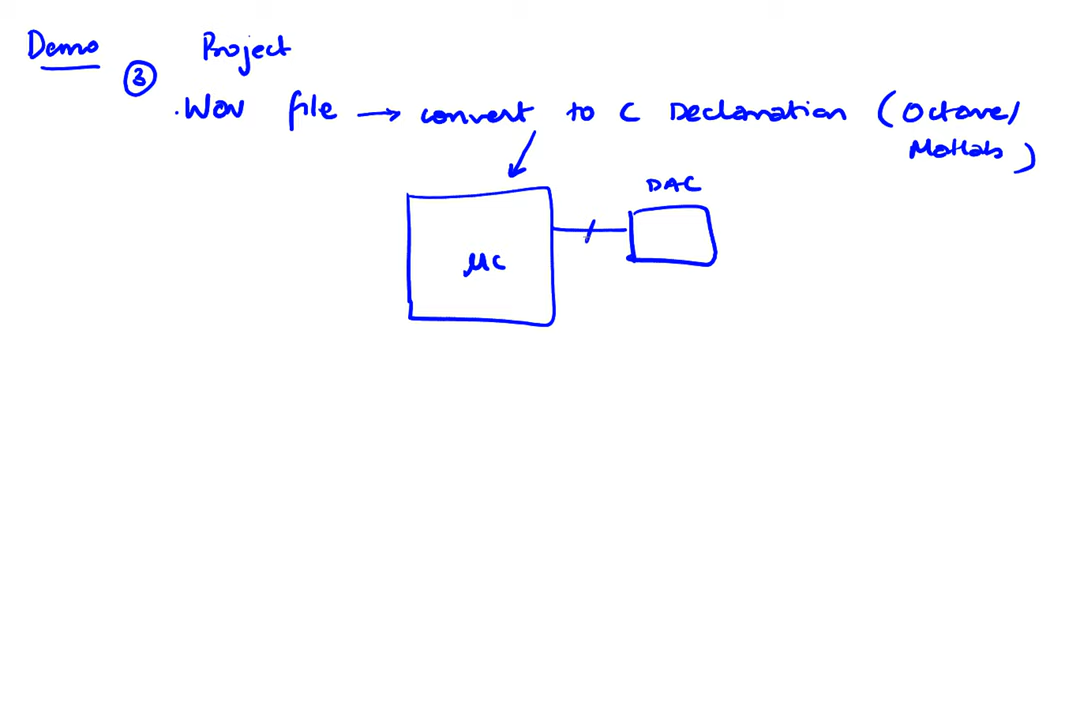 Demo Project
③
.Wav file → convert to C Declaration (Octave/
Matlab)
DAC
μC